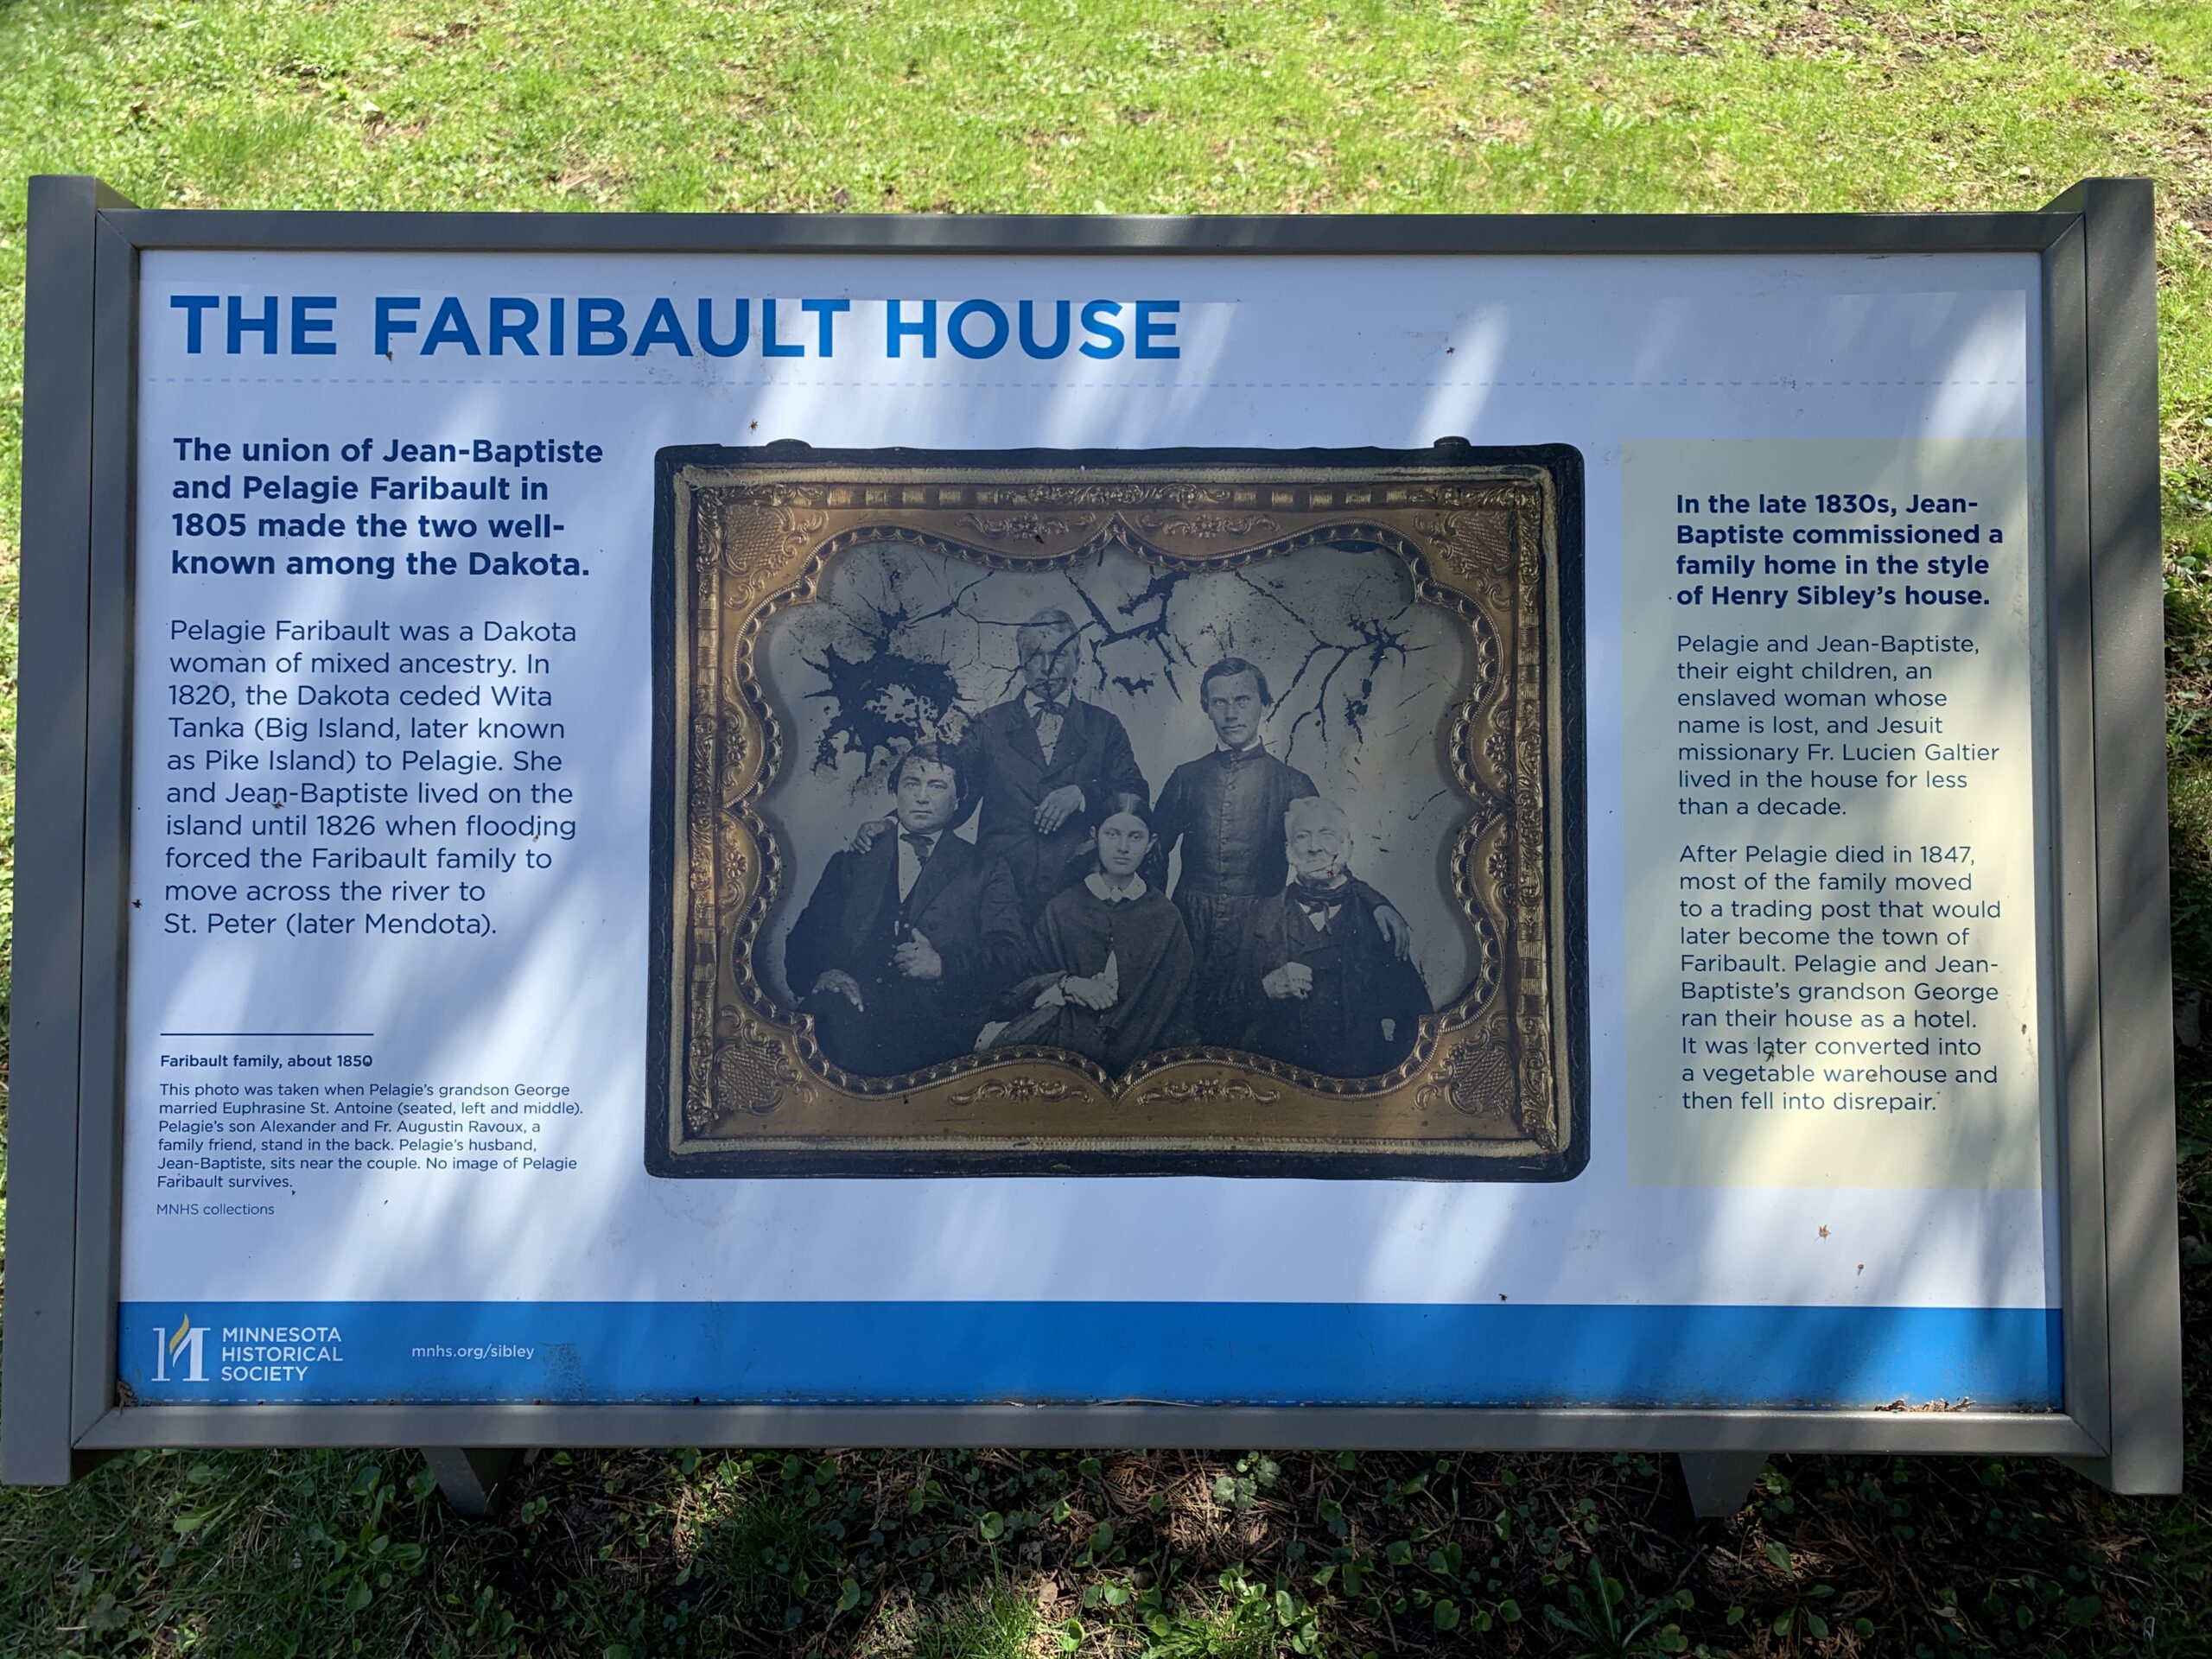 THE FARIBAULT HOUSE
The union of Jean-Baptiste
and Pelagie Faribault in
1805 made the two well-
known among the Dakota.
Pelagie Faribault was a Dakota
woman of mixed ancestry. In
1820, the Dakota ceded Wita
Tanka (Big Island, later known
as Pike Island) to Pelagie. She
and Jean-Baptiste lived on the
island until 1826 when flooding
forced the Faribault family to
move across the river to
St. Peter (later Mendota).
Faribault family, about 1850
This photo was taken when Pelagie's grandson George
married Euphrasine St. Antoine (seated, left and middle).
Pelagie's son Alexander and Fr. Augustin Ravoux, a
family friend, stand in the back. Pelagie's husband,
Jean-Baptiste, sits near the couple. No image of Pelagie
Faribault survives.
MNHS collections
In the late 1830s, Jean-
Baptiste commissioned a
family home in the style
of Henry Sibley's house.
Pelagie and Jean-Baptiste,
their eight children, an
enslaved woman whose
name is lost, and Jesuit
missionary Fr. Lucien Galtier
lived in the house for less
than a decade.
After Pelagie died in 1847,
most of the family moved
to a trading post that would
later become the town of
Faribault. Pelagie and Jean-
Baptiste's grandson George
ran their house as a hotel.
It was later converted into
a vegetable warehouse and
then fell into disrepair.
MINNESOTA
HISTORICAL
SOCIETY
mnhs.org/sibley